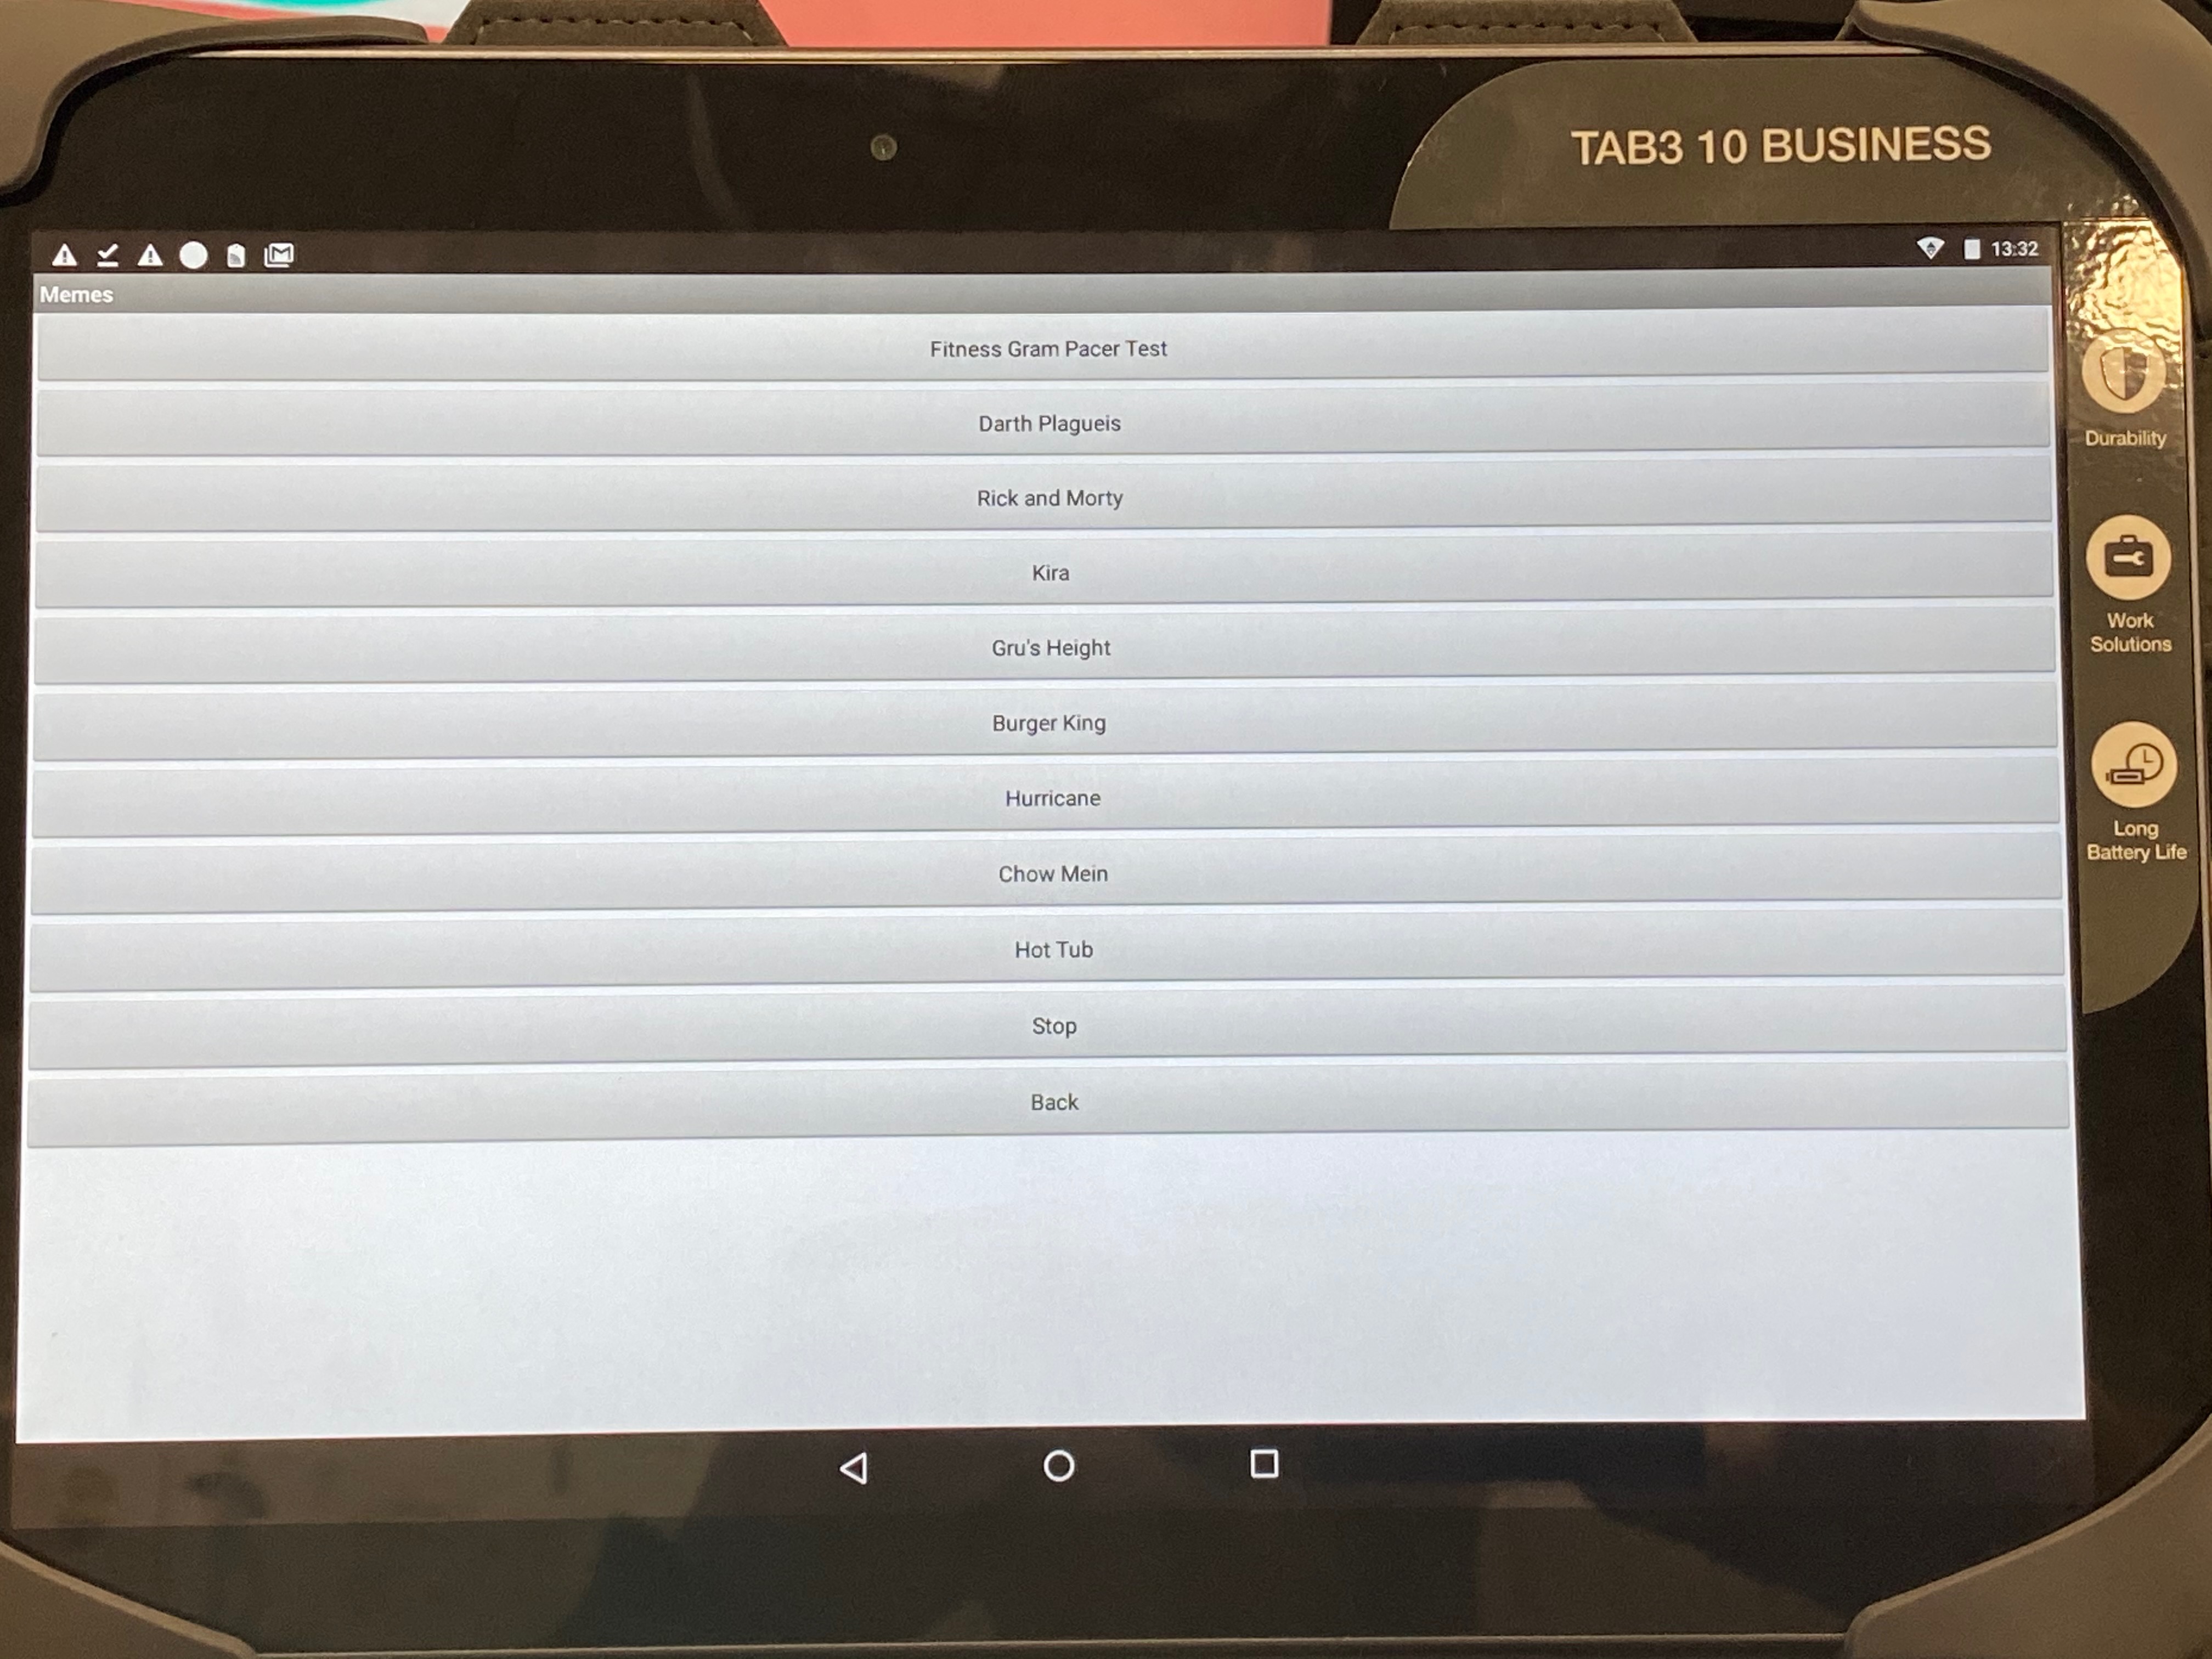 TAB3 10 BUSINESS
13:32
Memes
Fitness Gram Pacer Test
Darth Plagueis
Rick and Morty
Kira
Gru's Height
Burger King
Hurricane
Chow Mein
Hot Tub
Stop
Back
Durability
Work
Solutions
Long
Battery Life